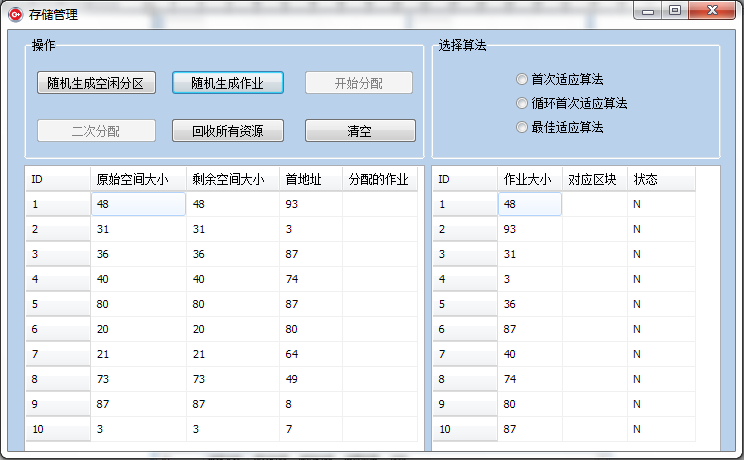 存储管理
操作
随机生成空闲分区 随机生成作业 开始分配
二次分配 回收所有资源 清空
选择算法
首次适应算法
循环首次适应算法
最佳适应算法
ID 原始空间大小 剩余空间大小 首地址 分配的作业
1 48 48 93
2 31 31 3
3 36 36 87
4 40 40 74
5 80 80 87
6 20 20 80
7 21 21 64
8 73 73 49
9 87 87 8
10 3 3 7
ID 作业大小 对应区块 状态
1 48 N
2 93 N
3 31 N
4 3 N
5 36 N
6 87 N
7 40 N
8 74 N
9 80 N
10 87 N